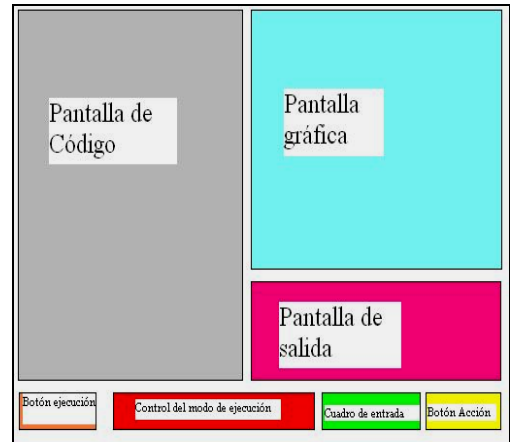 Pantalla de
Código
Pantalla
gráfica
Pantalla de
salida
Botón ejecución
Control del modo de ejecución
Cuadro de entrada
Botón Acción